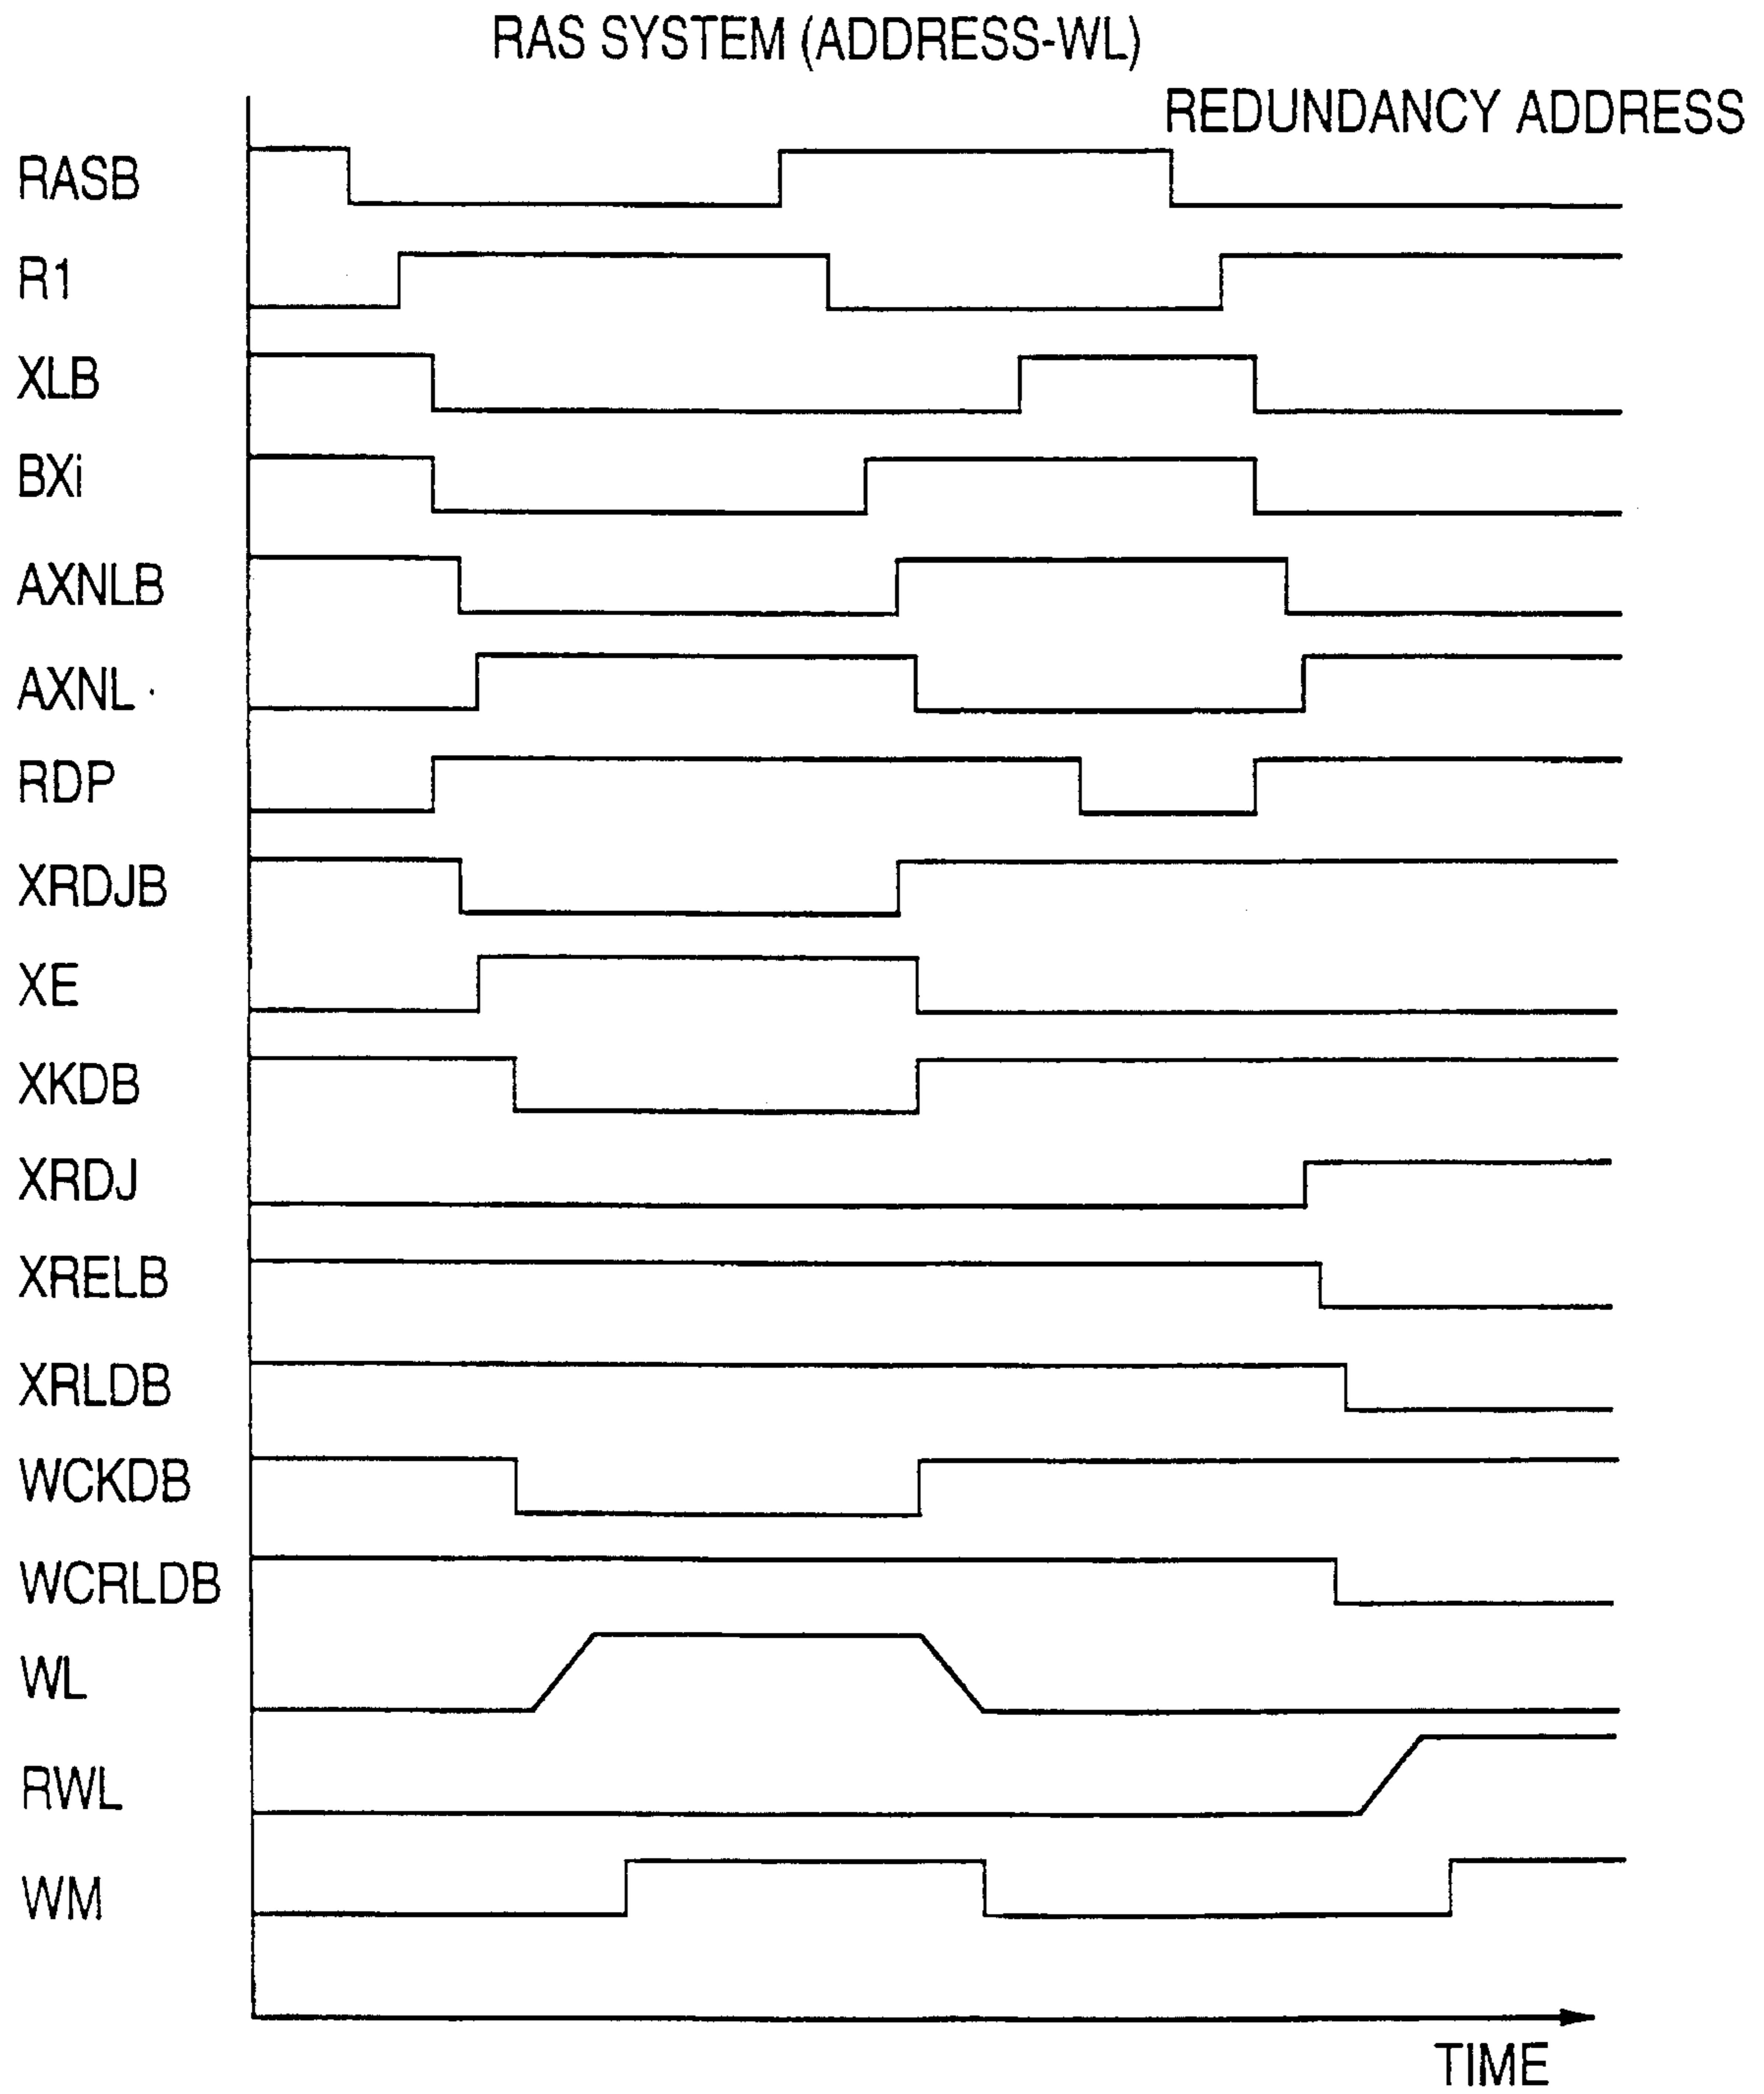 RAS SYSTEM (ADDRESS-WL)
REDUNDANCY ADDRESS
RASB
R1
XLB
BXi
AXNLB
AXNL
RDP
XRDJB
XE
XKDB
XRDJ
XRELB
XRLDB
WCKDB
WCRLDB
WL
RWL
WM
TIME